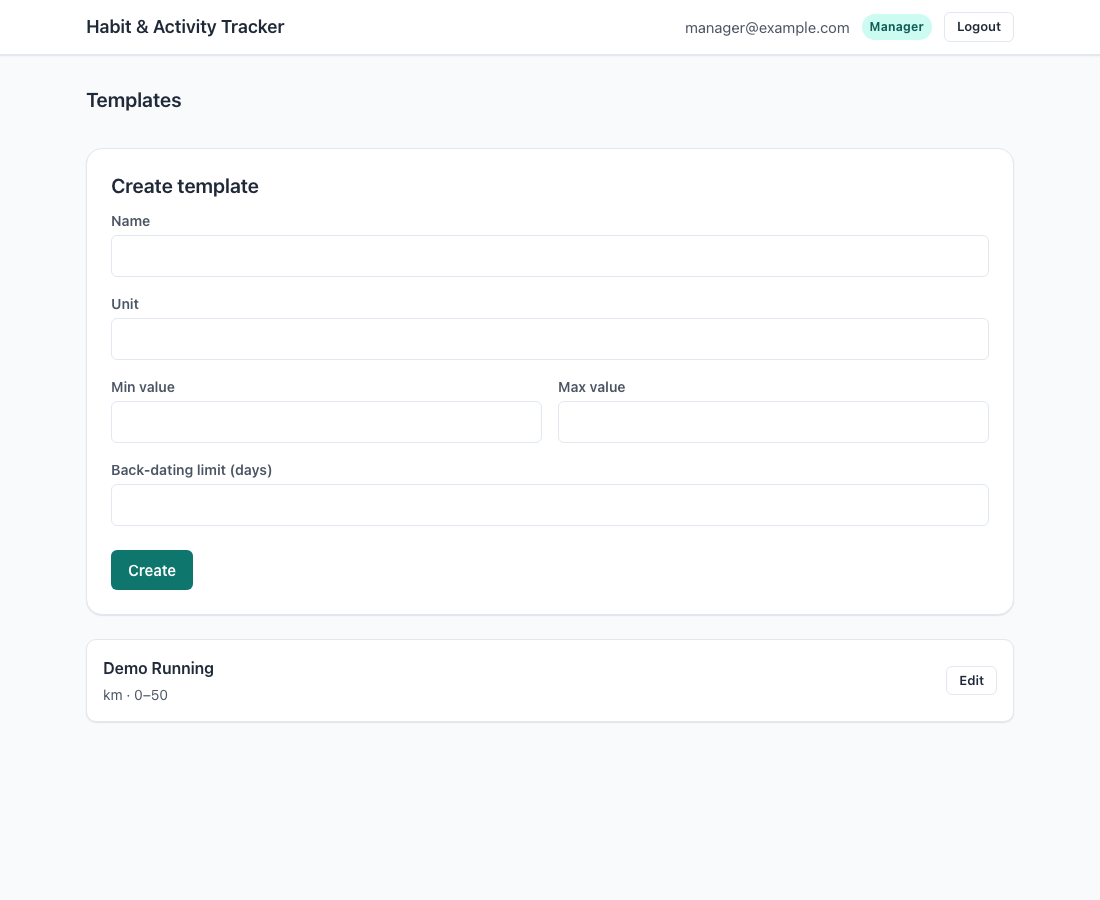 Habit & Activity Tracker
manager@example.com Manager Logout
Templates
Create template
Name
Unit
Min value Max value
Back-dating limit (days)
Create
Demo Running
km · 0–50
Edit